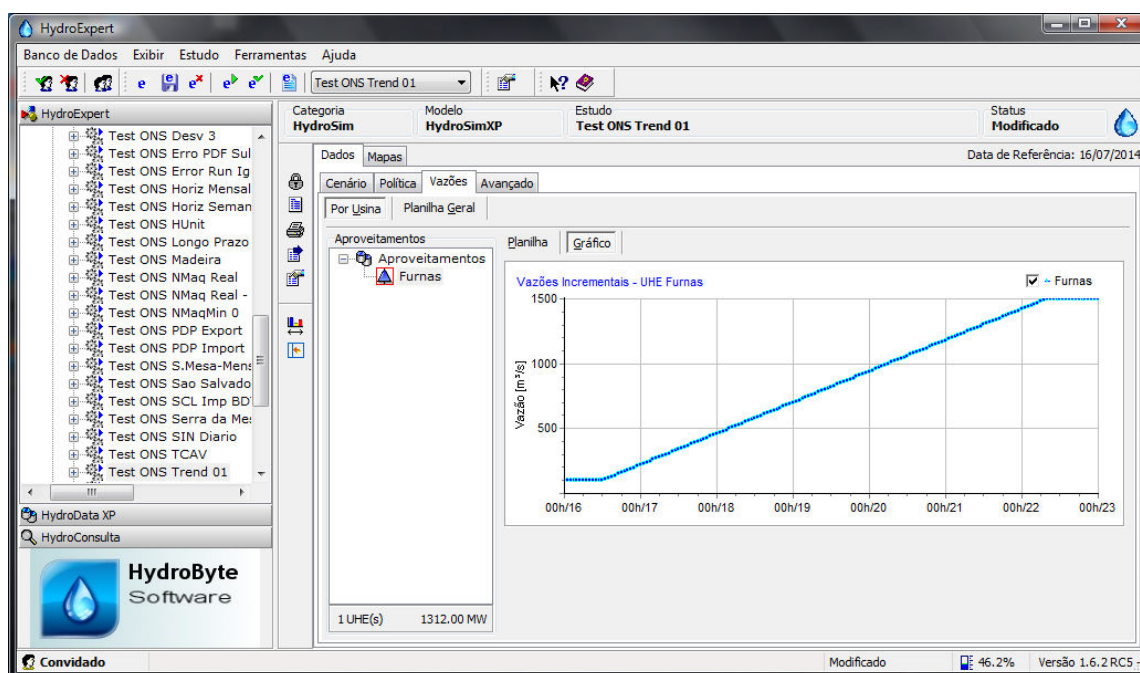 HydroExpert
Banco de Dados Exibir Estudo Ferramentas Ajuda
Test ONS Trend 01
HydroExpert
Test ONS Desv 3
Test ONS Erro PDF Sul
Test ONS Error Run Ig
Test ONS Horiz Mensal
Test ONS Horiz Seman
Test ONS HUnit
Test ONS Longo Prazo
Test ONS Madeira
Test ONS NMaq Real
Test ONS NMaq Real -
Test ONS NMaqMin 0
Test ONS PDP Export
Test ONS PDP Import
Test ONS S.Mesa-Mens
Test ONS Sao Salvado
Test ONS SCL Imp BD
Test ONS Serra da Me
Test ONS SIN Diario
Test ONS TCAV
Test ONS Trend 01
HydroData XP
HydroConsulta
HydroByte
Software
Categoria Modelo Estudo Status
HydroSim HydroSimXP Test ONS Trend 01 Modificado
Dados Mapas Data de Referência: 16/07/2014
Cenário Política Vazões Avançado
Por Usina Planilha Geral
Aproveitamentos
Aproveitamentos
Furnas
1 UHE(s) 1312.00 MW
Planilha Gráfico
Vazões Incrementais - UHE Furnas Furnas
1500
1000
500
Vazão [m³/s]
00h/16 00h/17 00h/18 00h/19 00h/20 00h/21 00h/22 00h/23
Convidado Modificado 46.2% Versão 1.6.2 RC5 -